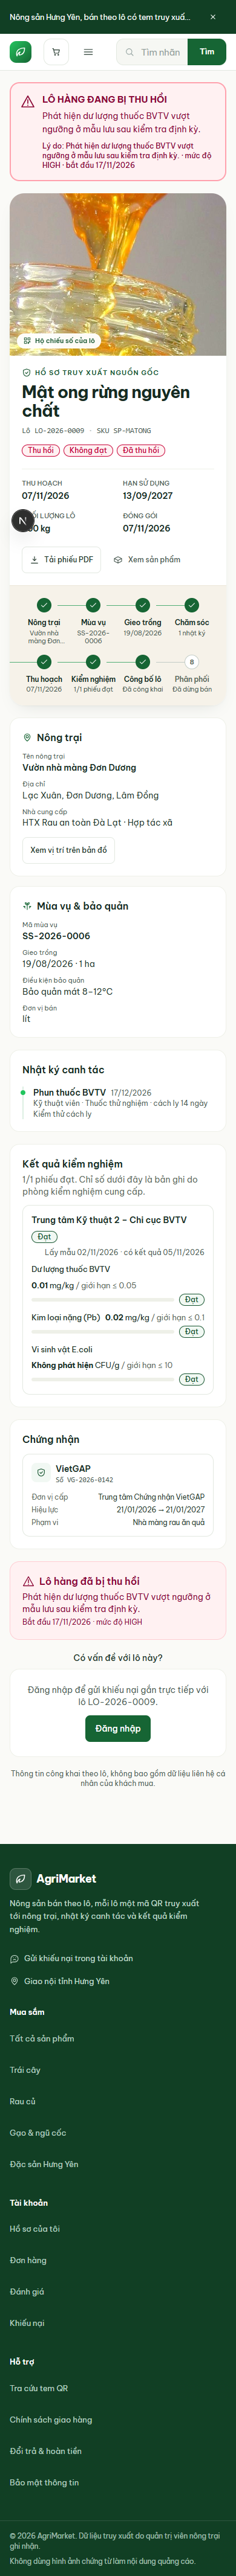 Nông sản Hưng Yên, bán theo lô có tem truy xuấ...
Tìm nhãn
Tìm
LÔ HÀNG ĐANG BỊ THU HỒI
Phát hiện dư lượng thuốc BVTV vượt
ngưỡng ở mẫu lưu sau kiểm tra định kỳ.
Lý do: Phát hiện dư lượng thuốc BVTV vượt
ngưỡng ở mẫu lưu sau kiểm tra định kỳ. · mức độ
HIGH · bắt đầu 17/11/2026
Hộ chiếu số của lô
HỒ SƠ TRUY XUẤT NGUỒN GỐC
Mật ong rừng nguyên
chất
Lô LO-2026-0009 · SKU SP-MATONG
Thu hồi
Không đạt
Đã thu hồi
THU HOẠCH
HẠN SỬ DỤNG
07/11/2026
13/09/2027
ĐÓNG GÓI
kg
07/11/2026
Tải phiếu PDF
Xem sản phẩm
Nông trại
Mùa vụ
Gieo trồng
Chăm sóc
Vườn nhà
màng Đơn...
SS-2026-
0006
19/08/2026
1 nhật ký
8
Thu hoạch
Kiểm nghiệm
Công bố lô
Phân phối
07/11/2026
1/1 phiếu đạt
Đã công khai
Đã dừng bán
Nông trại
Tên nông trại
Vườn nhà màng Đơn Dương
Địa chỉ
Lạc Xuân, Đơn Dương, Lâm Đồng
Nhà cung cấp
HTX Rau an toàn Đà Lạt · Hợp tác xã
Xem vị trí trên bản đồ
Mùa vụ & bảo quản
Mã mùa vụ
SS-2026-0006
Gieo trồng
19/08/2026 · 1 ha
Điều kiện bảo quản
Bảo quản mát 8–12°C
Đơn vị bán
lít
Nhật ký canh tác
Phun thuốc BVTV 17/12/2026
Kỹ thuật viên · Thuốc thử nghiệm · cách ly 14 ngày
Kiểm thử cách ly
Kết quả kiểm nghiệm
1/1 phiếu đạt. Chỉ số dưới đây là bản ghi do
phòng kiểm nghiệm cung cấp.
Trung tâm Kỹ thuật 2 – Chi cục BVTV
Đạt
Lấy mẫu 02/11/2026 · có kết quả 05/11/2026
Dư lượng thuốc BVTV
0.01 mg/kg / giới hạn ≤ 0.05
Đạt
Kim loại nặng (Pb) 0.02 mg/kg / giới hạn ≤ 0.1
Đạt
Vi sinh vật E.coli
Không phát hiện CFU/g / giới hạn ≤ 10
Đạt
Chứng nhận
VietGAP
Số VG-2026-0142
Đơn vị cấp
Trung tâm Chứng nhận VietGAP
Hiệu lực
21/01/2026 → 21/01/2027
Phạm vi
Nhà màng rau ăn quả
Lô hàng đã bị thu hồi
Phát hiện dư lượng thuốc BVTV vượt ngưỡng ở
mẫu lưu sau kiểm tra định kỳ.
Bắt đầu 17/11/2026 · mức độ HIGH
Có vấn đề với lô này?
Đăng nhập để gửi khiếu nại gắn trực tiếp với
lô LO-2026-0009.
Đăng nhập
Thông tin công khai theo lô, không bao gồm dữ liệu liên hệ cá
nhân của khách mua.
AgriMarket
Nông sản bán theo lô, mỗi lô một mã QR truy xuất
tới nông trại, nhật ký canh tác và kết quả kiểm
nghiệm.
Gửi khiếu nại trong tài khoản
Giao nội tỉnh Hưng Yên
Mua sắm
Tất cả sản phẩm
Trái cây
Rau củ
Gạo & ngũ cốc
Đặc sản Hưng Yên
Tài khoản
Hồ sơ của tôi
Đơn hàng
Đánh giá
Khiếu nại
Hỗ trợ
Tra cứu tem QR
Chính sách giao hàng
Đổi trả & hoàn tiền
Bảo mật thông tin
© 2026 AgriMarket. Dữ liệu truy xuất do quản trị viên nông trại
ghi nhận.
Không dùng hình ảnh chứng từ làm nội dung quảng cáo.